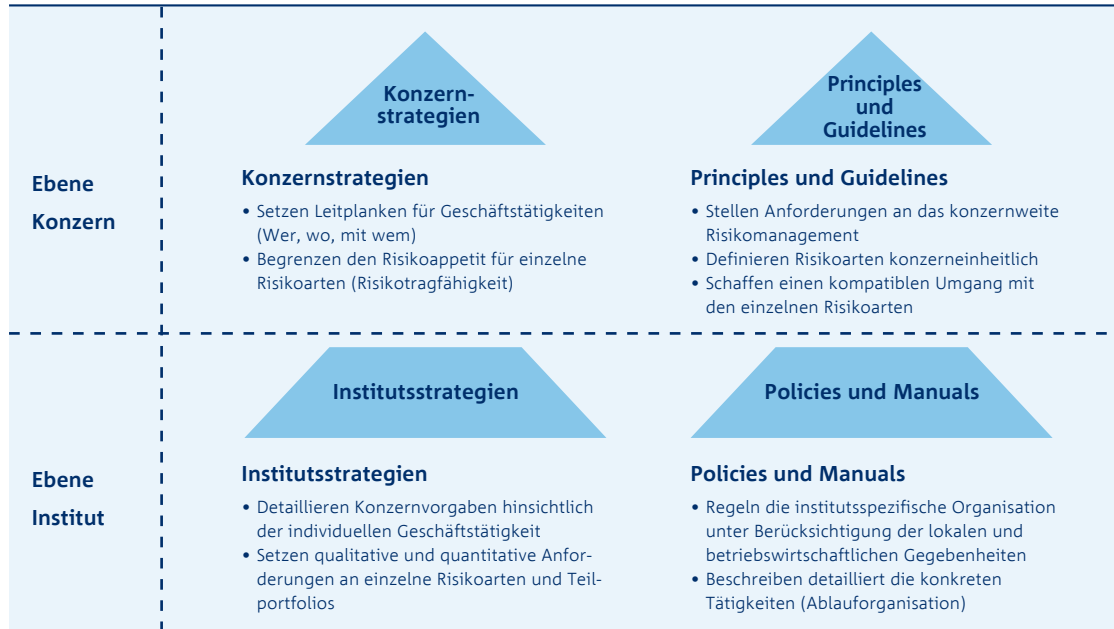 Konzern-
strategien
Principles
und
Guidelines
Ebene
Konzern
Konzernstrategien
• Setzen Leitplanken für Geschäftstätigkeiten
(Wer, wo, mit wem)
• Begrenzen den Risikoappetit für einzelne
Risikoarten (Risikotragfähigkeit)
Principles und Guidelines
• Stellen Anforderungen an das konzernweite
Risikomanagement
• Definieren Risikoarten konzerneinheitlich
• Schaffen einen kompatiblen Umgang mit
den einzelnen Risikoarten
Institutsstrategien
Policies und Manuals
Ebene
Institut
Institutsstrategien
• Detaillieren Konzernvorgaben hinsichtlich
der individuellen Geschäftstätigkeit
• Setzen qualitative und quantitative Anfor-
derungen an einzelne Risikoarten und Teil-
portfolios
Policies und Manuals
• Regeln die institutsspezifische Organisation
unter Berücksichtigung der lokalen und
betriebswirtschaftlichen Gegebenheiten
• Beschreiben detailliert die konkreten
Tätigkeiten (Ablauforganisation)